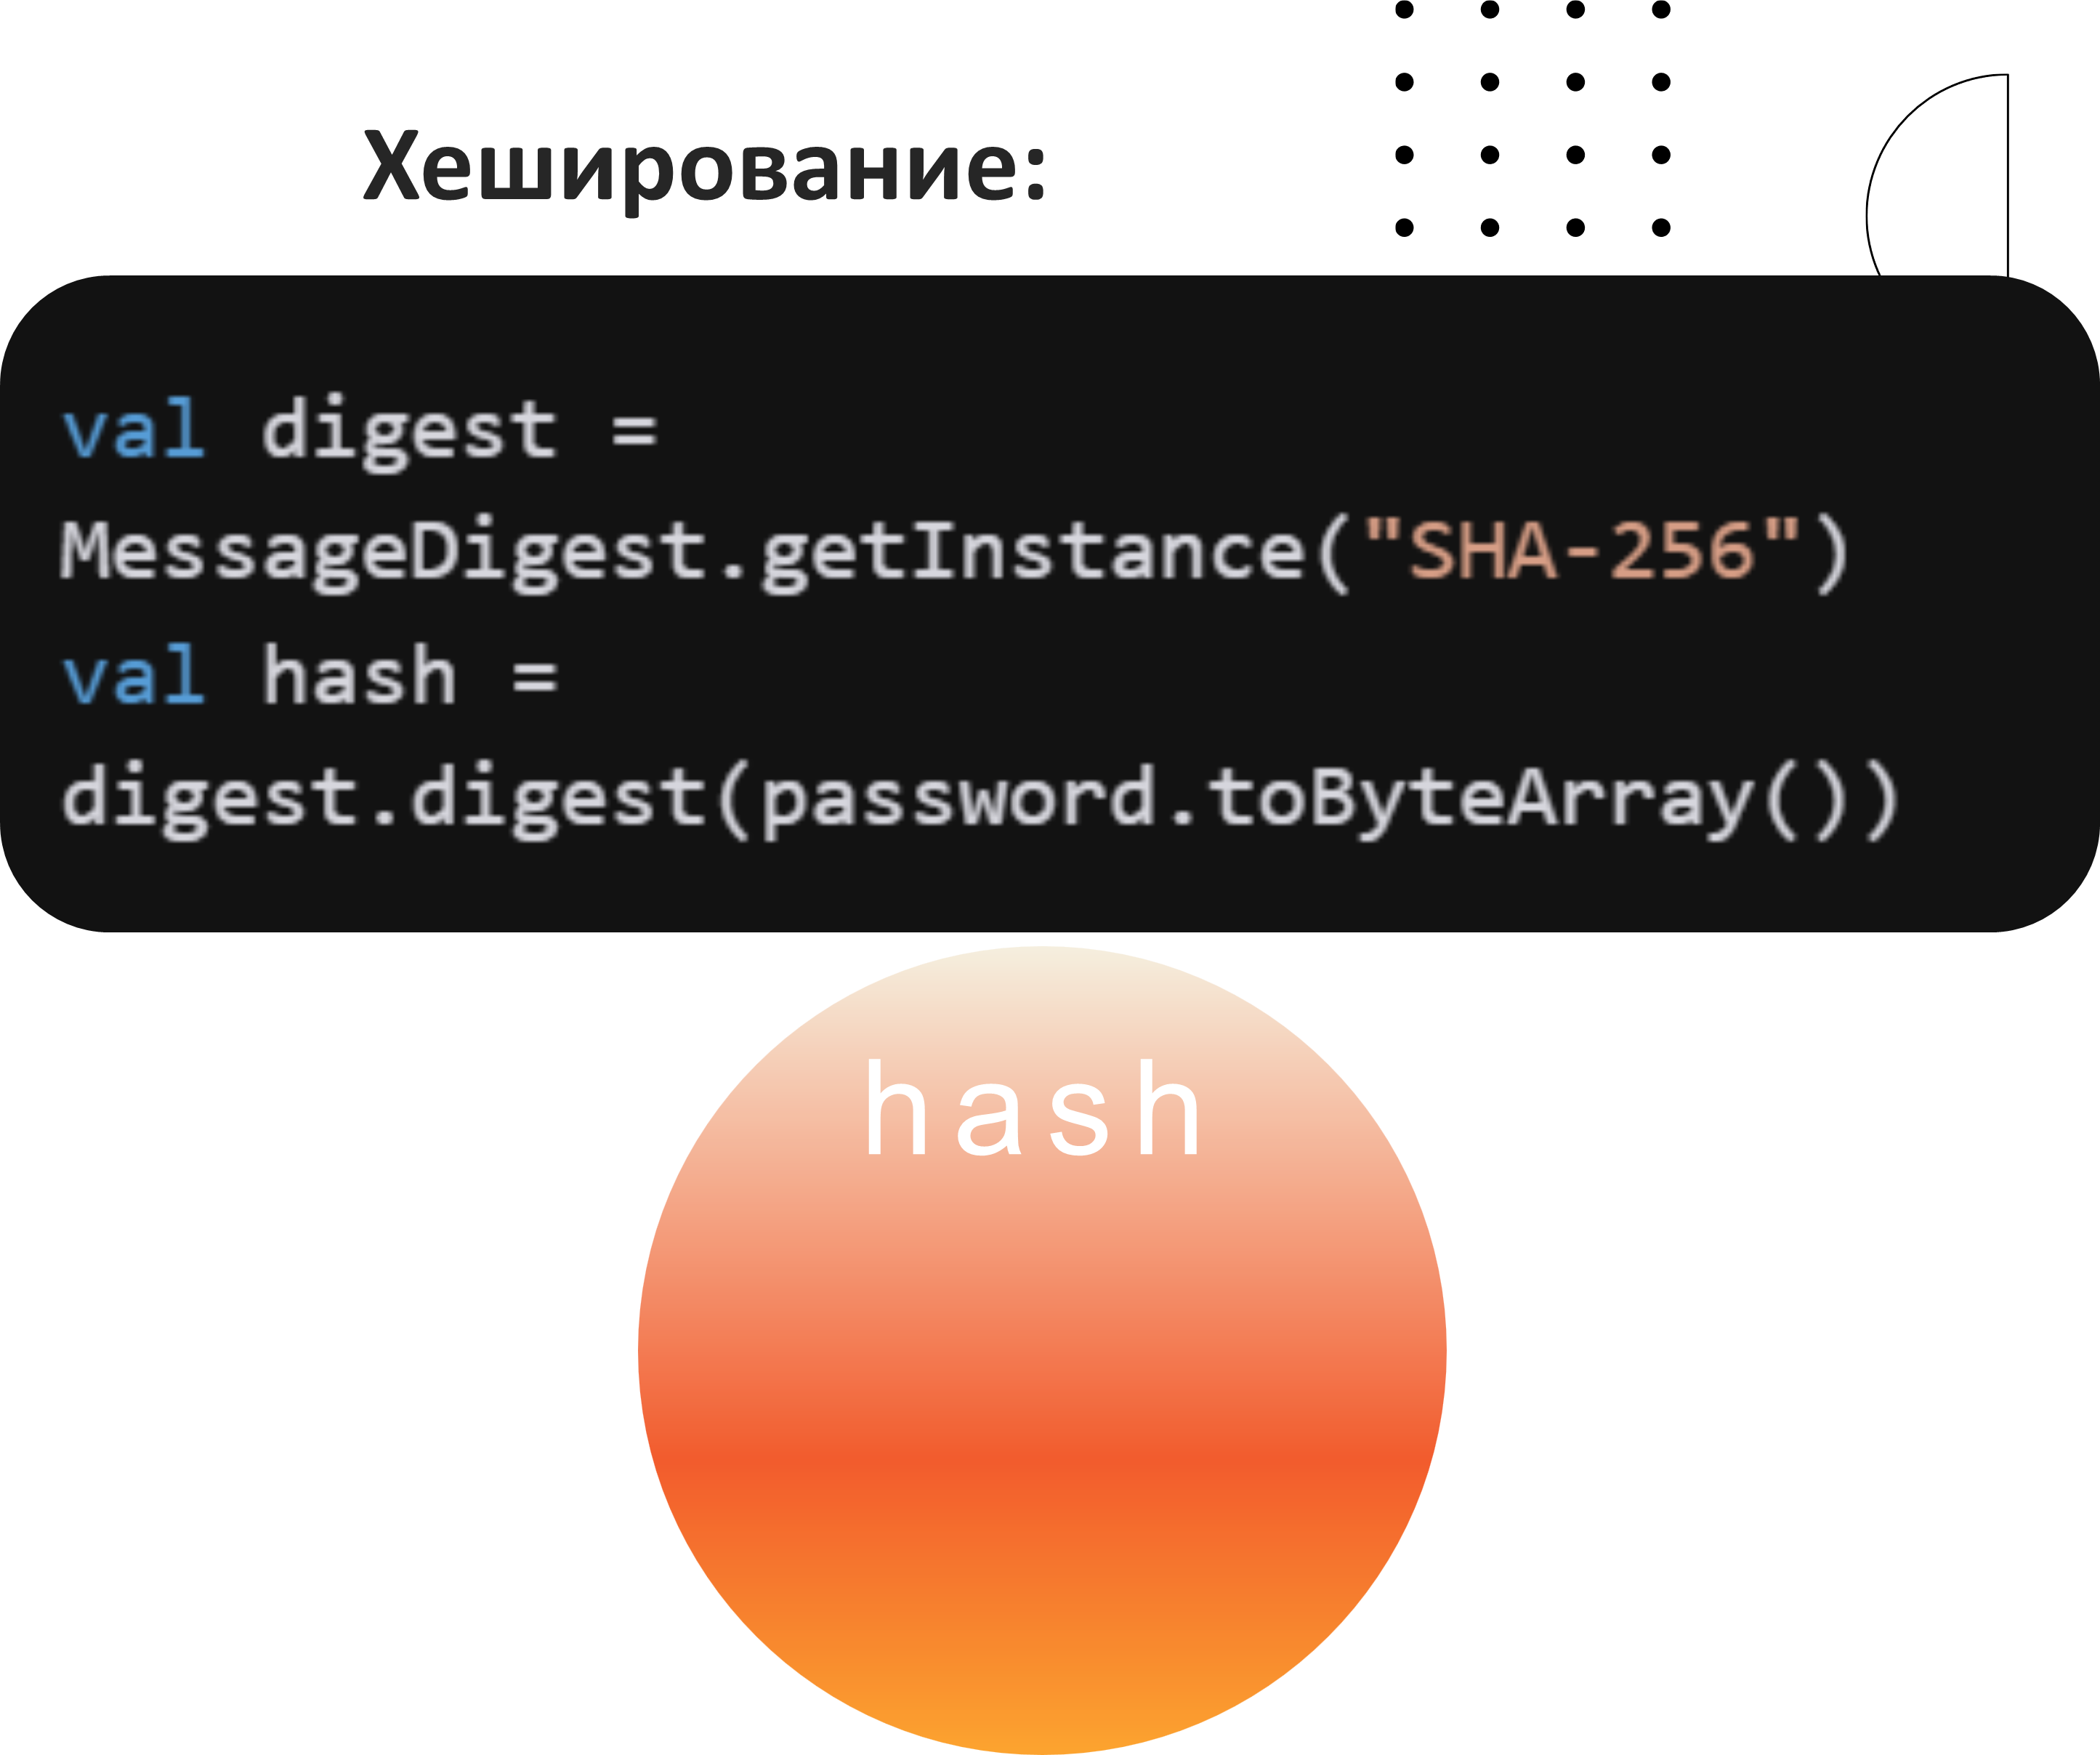 Хеширование:
val digest =
MessageDigest.getInstance("SHA-256")
val hash =
digest.digest(password.toByteArray())
hash